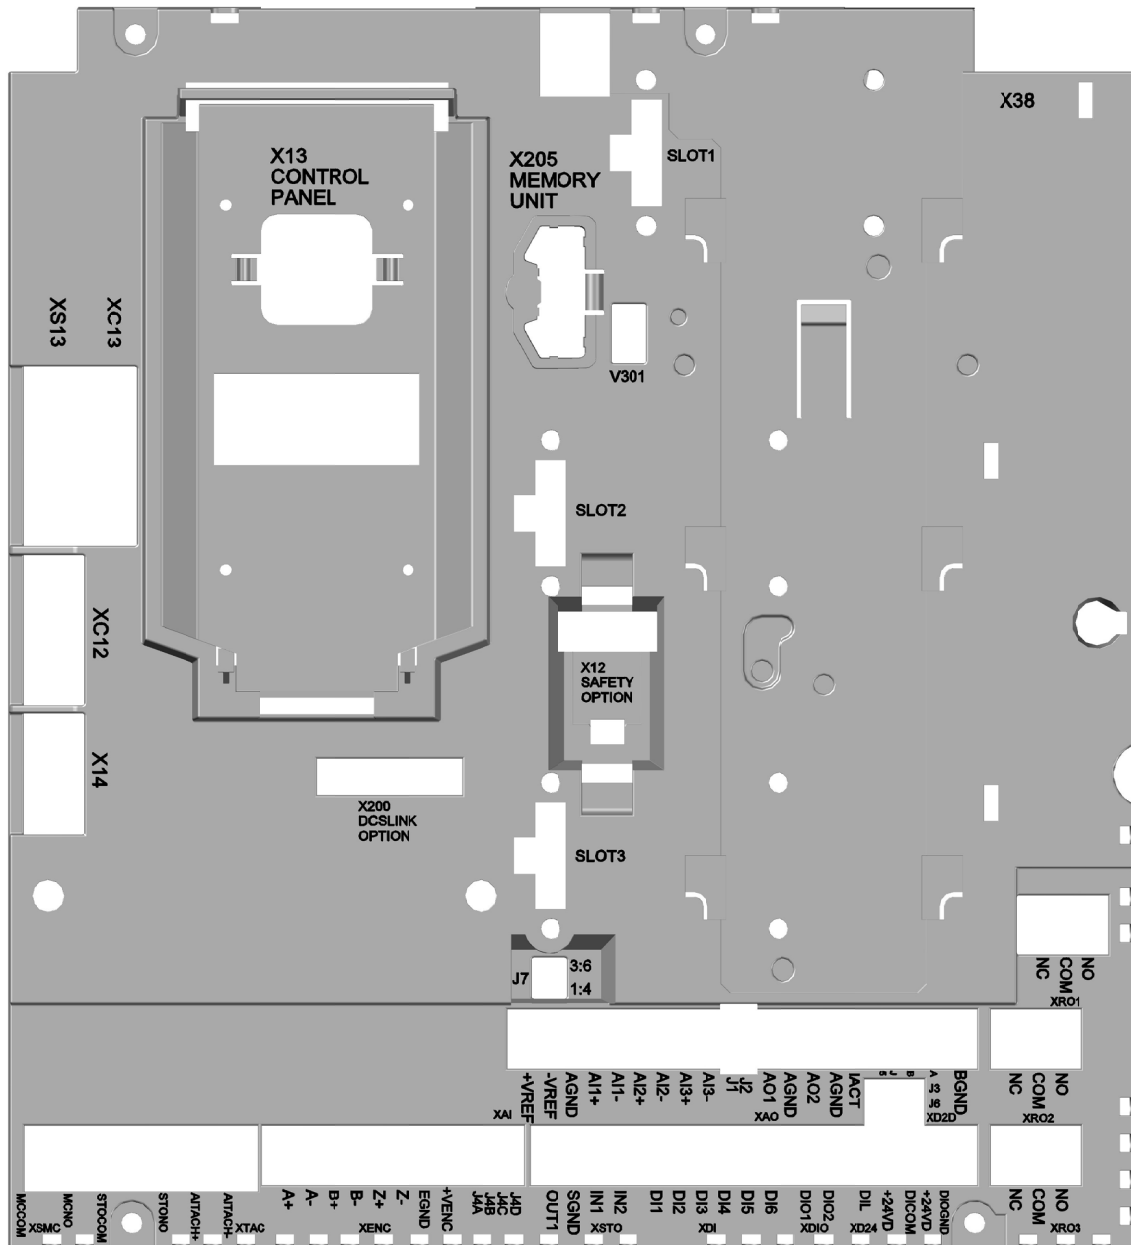 X38
X13
CONTROL
PANEL
X205
MEMORY
UNIT
SLOT1
XS13
XC13
V301
SLOT2
XC12
X12
SAFETY
OPTION
X14
X200
DCSLINK
OPTION
SLOT3
J7
3:6
1:4
NC
COM
NO
XRO1
+VREF
-VREF
AGND
AI1+
AI1-
AI2+
AI2-
AI3+
AI3-
J1
J2
AO1
AGND
AO2
AGND
IACT
J5
B
A
J3
J6
BGND
NC
COM
NO
XAI
XAO
XD2D
XRO2
MCCOM
MCNO
STOCOM
STONO
AITACH+
AITACH-
A+
A-
B+
B-
Z+
Z-
EGND
+VENC
J4A
J4B
J4C
J4D
OUT1
SGND
IN1
IN2
DI1
DI2
DI3
DI4
DI5
DI6
DIO1
DIO2
DIL
+24VD
DICOM
+24VD
DIOGND
NC
COM
NO
XSMC
XTAC
XENC
XSTO
XDI
XDIO
XD24
XRO3